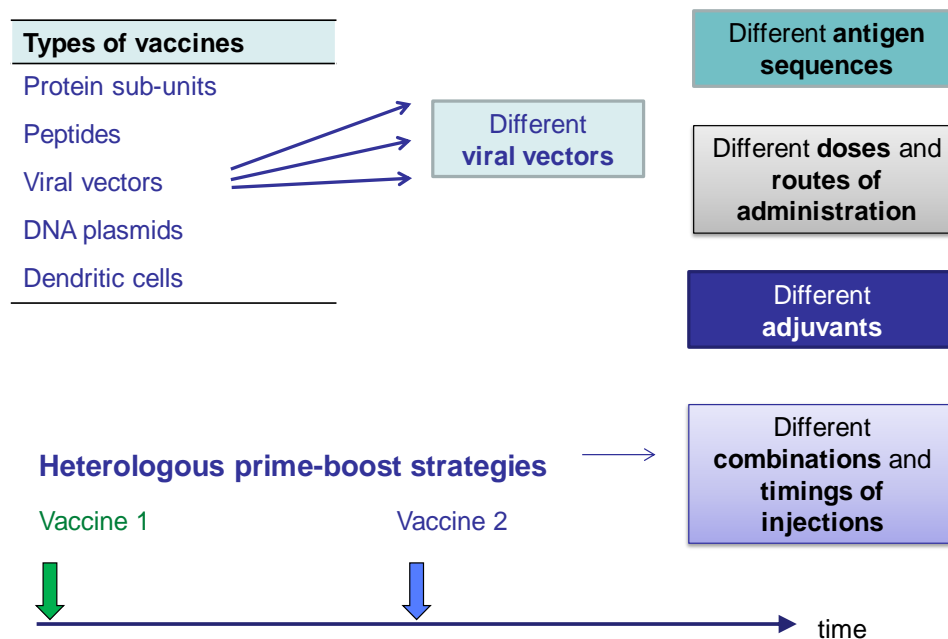 Types of vaccines
Protein sub-units
Peptides
Viral vectors
DNA plasmids
Dendritic cells
Different
viral vectors
Different antigen
sequences
Different doses and
routes of
administration
Different
adjuvants
Heterologous prime-boost strategies
Different
combinations and
timings of
injections
Vaccine 1
Vaccine 2
time